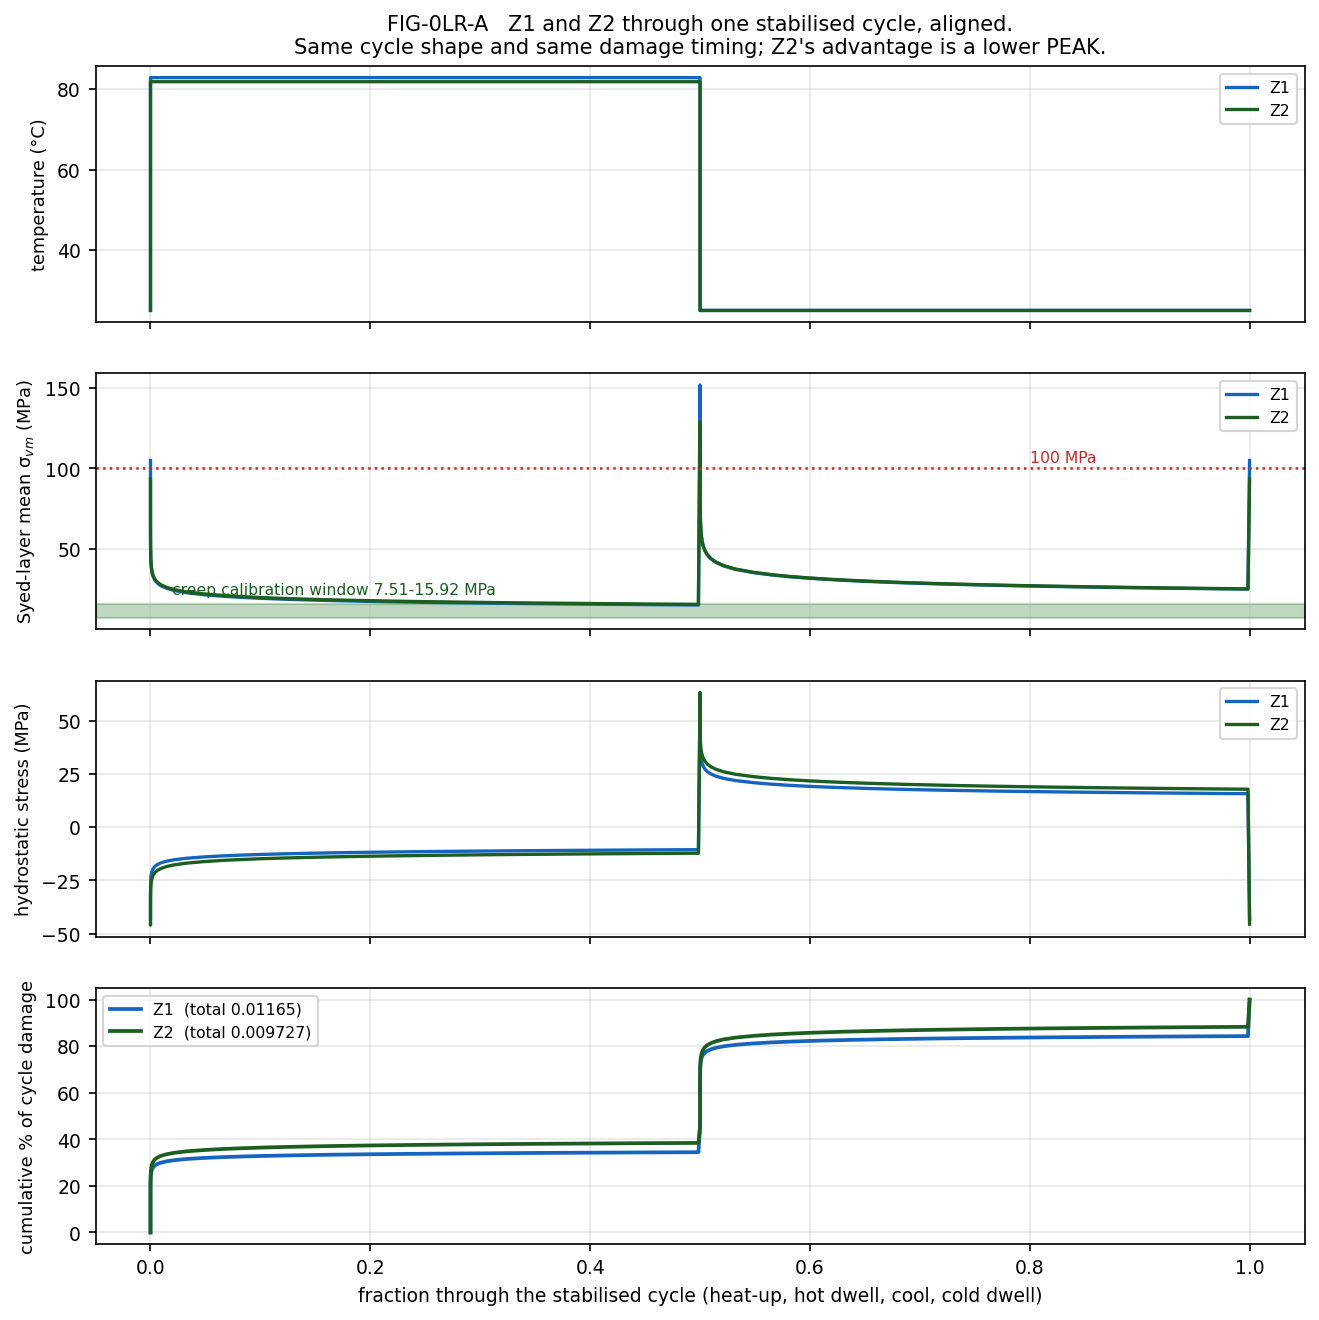 FIG-0LR-A   Z1 and Z2 through one stabilised cycle, aligned.
Same cycle shape and same damage timing; Z2's advantage is a lower PEAK.
temperature (°C)
80
60
40
Z1
Z2
Syed-layer mean σvm (MPa)
150
100
50
Z1
Z2
100 MPa
creep calibration window 7.51-15.92 MPa
hydrostatic stress (MPa)
50
25
0
−25
−50
Z1
Z2
cumulative % of cycle damage
100
80
60
40
20
0
Z1  (total 0.01165)
Z2  (total 0.009727)
0.0 0.2 0.4 0.6 0.8 1.0
fraction through the stabilised cycle (heat-up, hot dwell, cool, cold dwell)